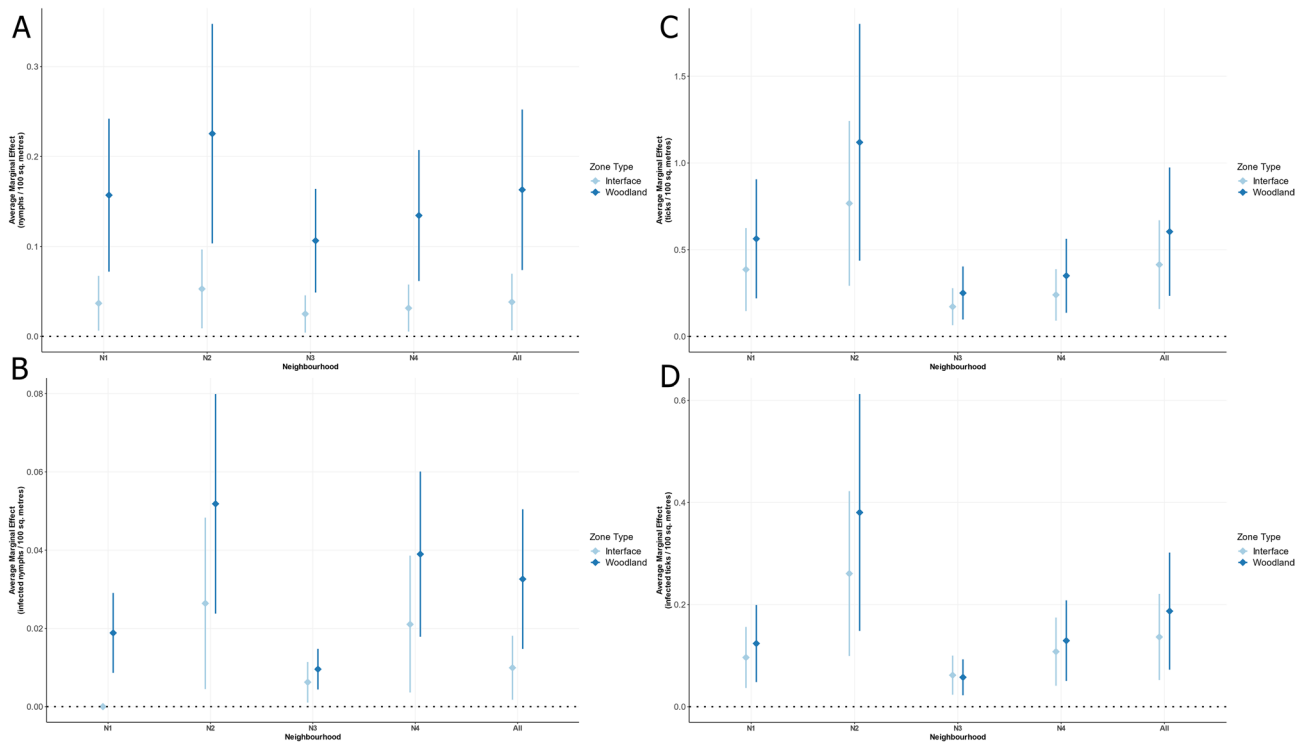 A
Average Marginal Effect
(nymphs / 100 sq. metres)
0.3
0.2
0.1
0.0
N1 N2 N3 N4 All
Neighbourhood
Zone Type
Interface
Woodland
C
Average Marginal Effect
(ticks / 100 sq. metres)
1.5
1.0
0.5
0.0
N1 N2 N3 N4 All
Neighbourhood
Zone Type
Interface
Woodland
B
Average Marginal Effect
(infected nymphs / 100 sq. metres)
0.08
0.06
0.04
0.02
0.00
N1 N2 N3 N4 All
Neighbourhood
Zone Type
Interface
Woodland
D
Average Marginal Effect
(infected ticks / 100 sq. metres)
0.6
0.4
0.2
0.0
N1 N2 N3 N4 All
Neighbourhood
Zone Type
Interface
Woodland